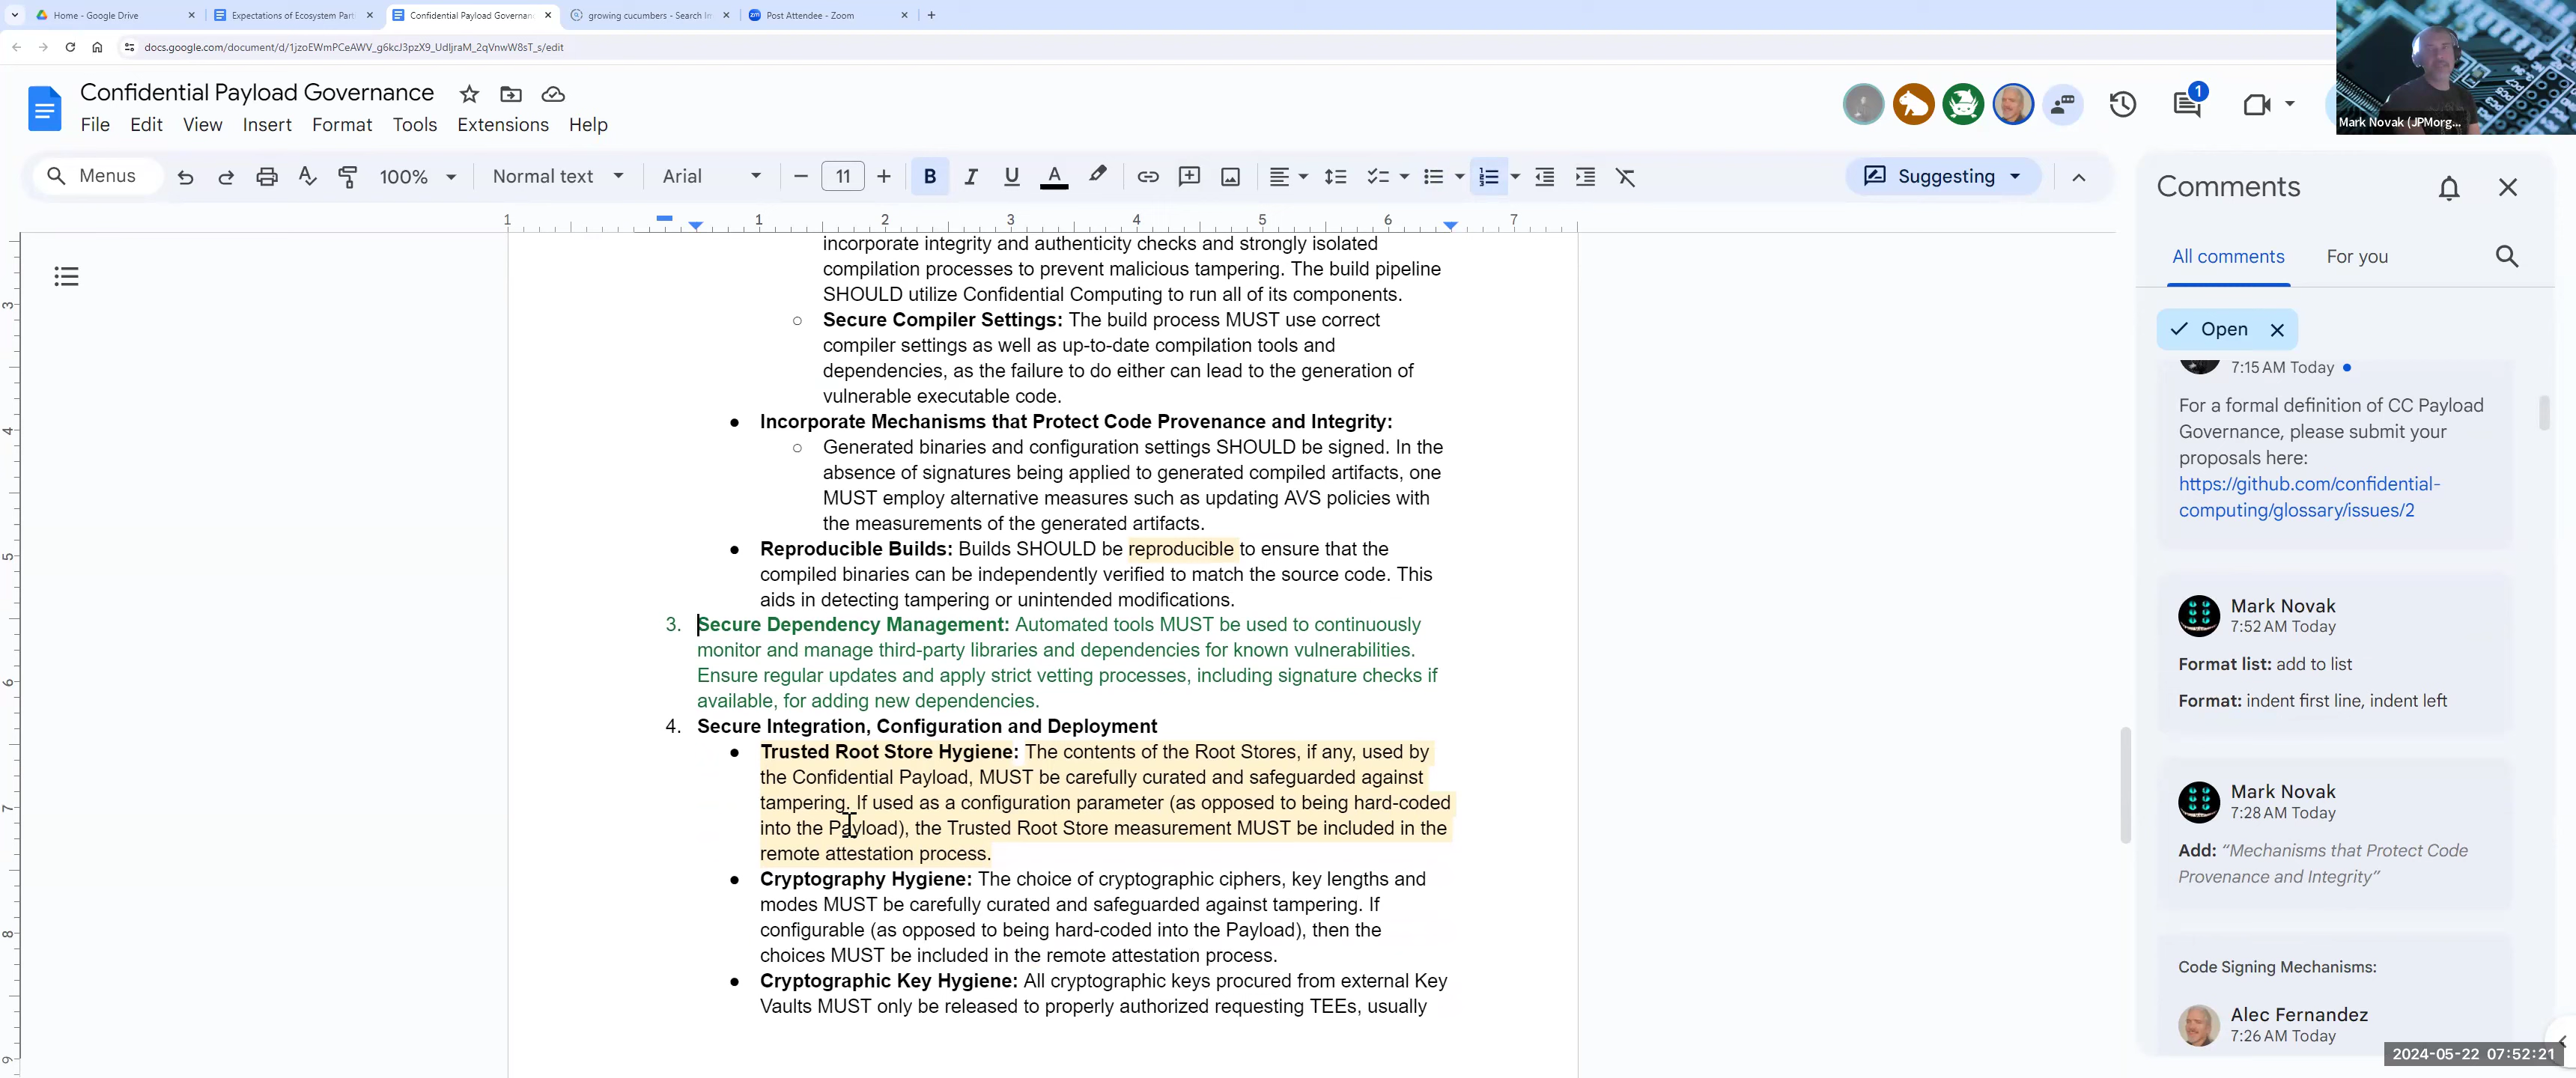 Home - Google Drive
Expectations of Ecosystem Part
Confidential Payload Governanc
growing cucumbers - Search In
Post Attendee - Zoom
docs.google.com/document/d/1jzoEWmPCeAWV_g6kcJ3pzX9_UdIjraM_2qVnwW8sT_s/edit
Mark Novak (JPMorg...
Confidential Payload Governance
File Edit View Insert Format Tools Extensions Help
1
Menus
100%
Normal text
Arial
11
B I U A
Suggesting
1 1 2 3 4 5 6 7
3
4
5
6
7
8
9
incorporate integrity and authenticity checks and strongly isolated
compilation processes to prevent malicious tampering. The build pipeline
SHOULD utilize Confidential Computing to run all of its components.
○ Secure Compiler Settings: The build process MUST use correct
compiler settings as well as up-to-date compilation tools and
dependencies, as the failure to do either can lead to the generation of
vulnerable executable code.
● Incorporate Mechanisms that Protect Code Provenance and Integrity:
○ Generated binaries and configuration settings SHOULD be signed. In the
absence of signatures being applied to generated compiled artifacts, one
MUST employ alternative measures such as updating AVS policies with
the measurements of the generated artifacts.
● Reproducible Builds: Builds SHOULD be reproducible to ensure that the
compiled binaries can be independently verified to match the source code. This
aids in detecting tampering or unintended modifications.
3. Secure Dependency Management: Automated tools MUST be used to continuously
monitor and manage third-party libraries and dependencies for known vulnerabilities.
Ensure regular updates and apply strict vetting processes, including signature checks if
available, for adding new dependencies.
4. Secure Integration, Configuration and Deployment
● Trusted Root Store Hygiene: The contents of the Root Stores, if any, used by
the Confidential Payload, MUST be carefully curated and safeguarded against
tampering. If used as a configuration parameter (as opposed to being hard-coded
into the Payload), the Trusted Root Store measurement MUST be included in the
remote attestation process.
● Cryptography Hygiene: The choice of cryptographic ciphers, key lengths and
modes MUST be carefully curated and safeguarded against tampering. If
configurable (as opposed to being hard-coded into the Payload), then the
choices MUST be included in the remote attestation process.
● Cryptographic Key Hygiene: All cryptographic keys procured from external Key
Vaults MUST only be released to properly authorized requesting TEEs, usually
Comments
All comments
For you
Open
7:15 AM Today
For a formal definition of CC Payload
Governance, please submit your
proposals here:
https://github.com/confidential-
computing/glossary/issues/2
Mark Novak
7:52 AM Today
Format list: add to list
Format: indent first line, indent left
Mark Novak
7:28 AM Today
Add: “Mechanisms that Protect Code
Provenance and Integrity”
Code Signing Mechanisms:
Alec Fernandez
7:26 AM Today
2024-05-22 07:52:21